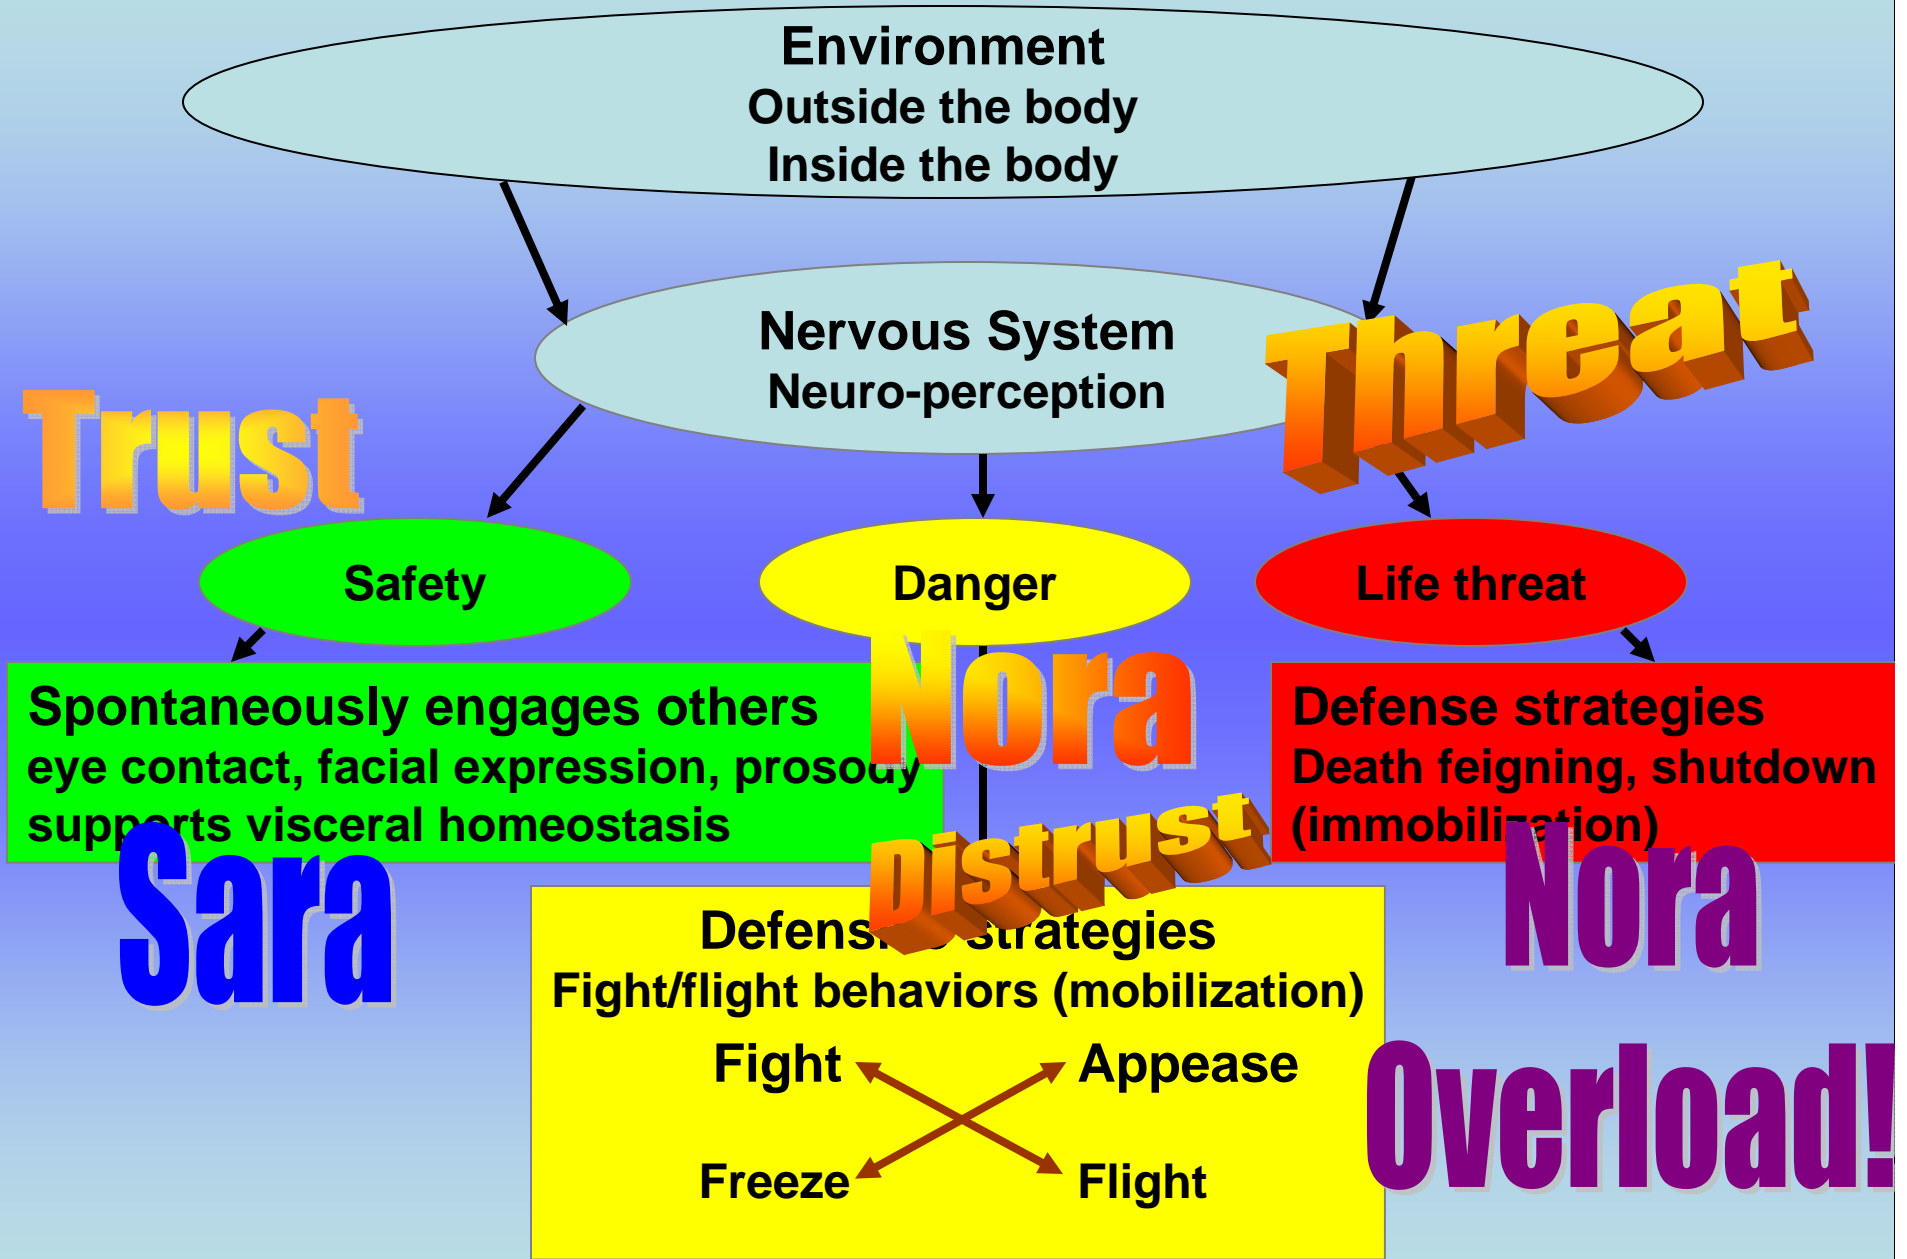 Environment
Outside the body
Inside the body
Nervous System
Neuro-perception
Threat
Trust
Safety
Danger
Life threat
Spontaneously engages others
eye contact, facial expression, prosody
supports visceral homeostasis
Nora
Defense strategies
Death feigning, shutdown
(immobilization)
Sara
Distrust
Nora
Defensive strategies
Fight/flight behaviors (mobilization)
Fight
Appease
Freeze
Flight
Overload!